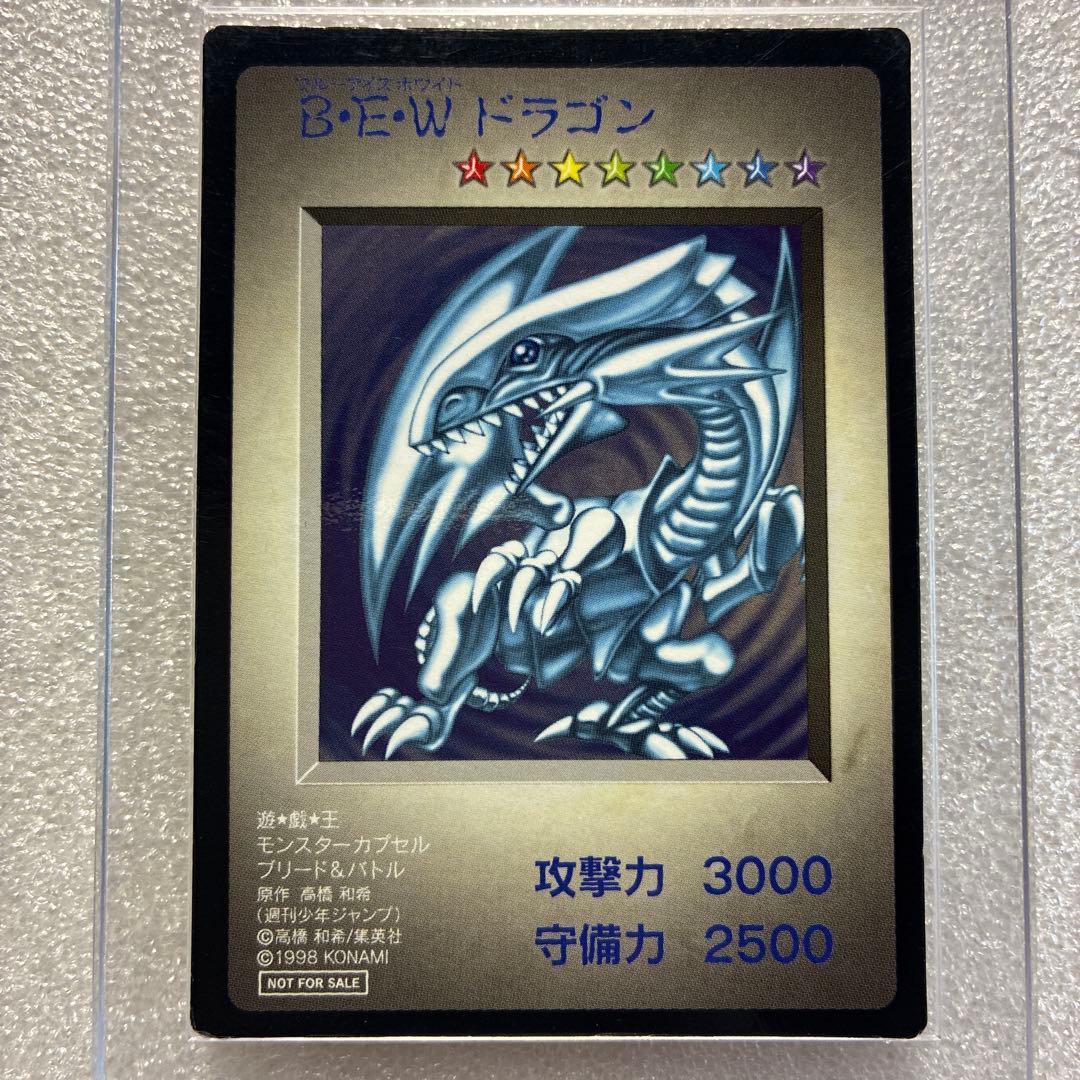 ブルーアイズホワイト
B・E・W ドラゴン
遊★戯★王
モンスターカプセル
ブリード&バトル
原作 高橋 和希
(週刊少年ジャンプ)
©高橋 和希/集英社
©1998 KONAMI
NOT FOR SALE
攻撃力 3000
守備力 2500